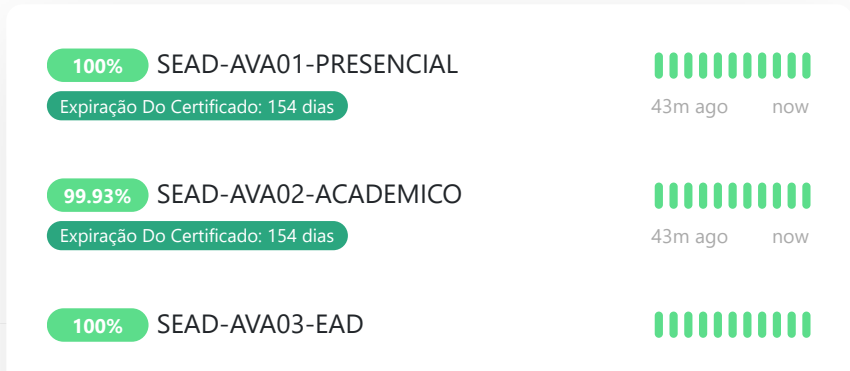 100% SEAD-AVA01-PRESENCIAL
Expiração Do Certificado: 154 dias
43m ago now
99.93% SEAD-AVA02-ACADEMICO
Expiração Do Certificado: 154 dias
43m ago now
100% SEAD-AVA03-EAD